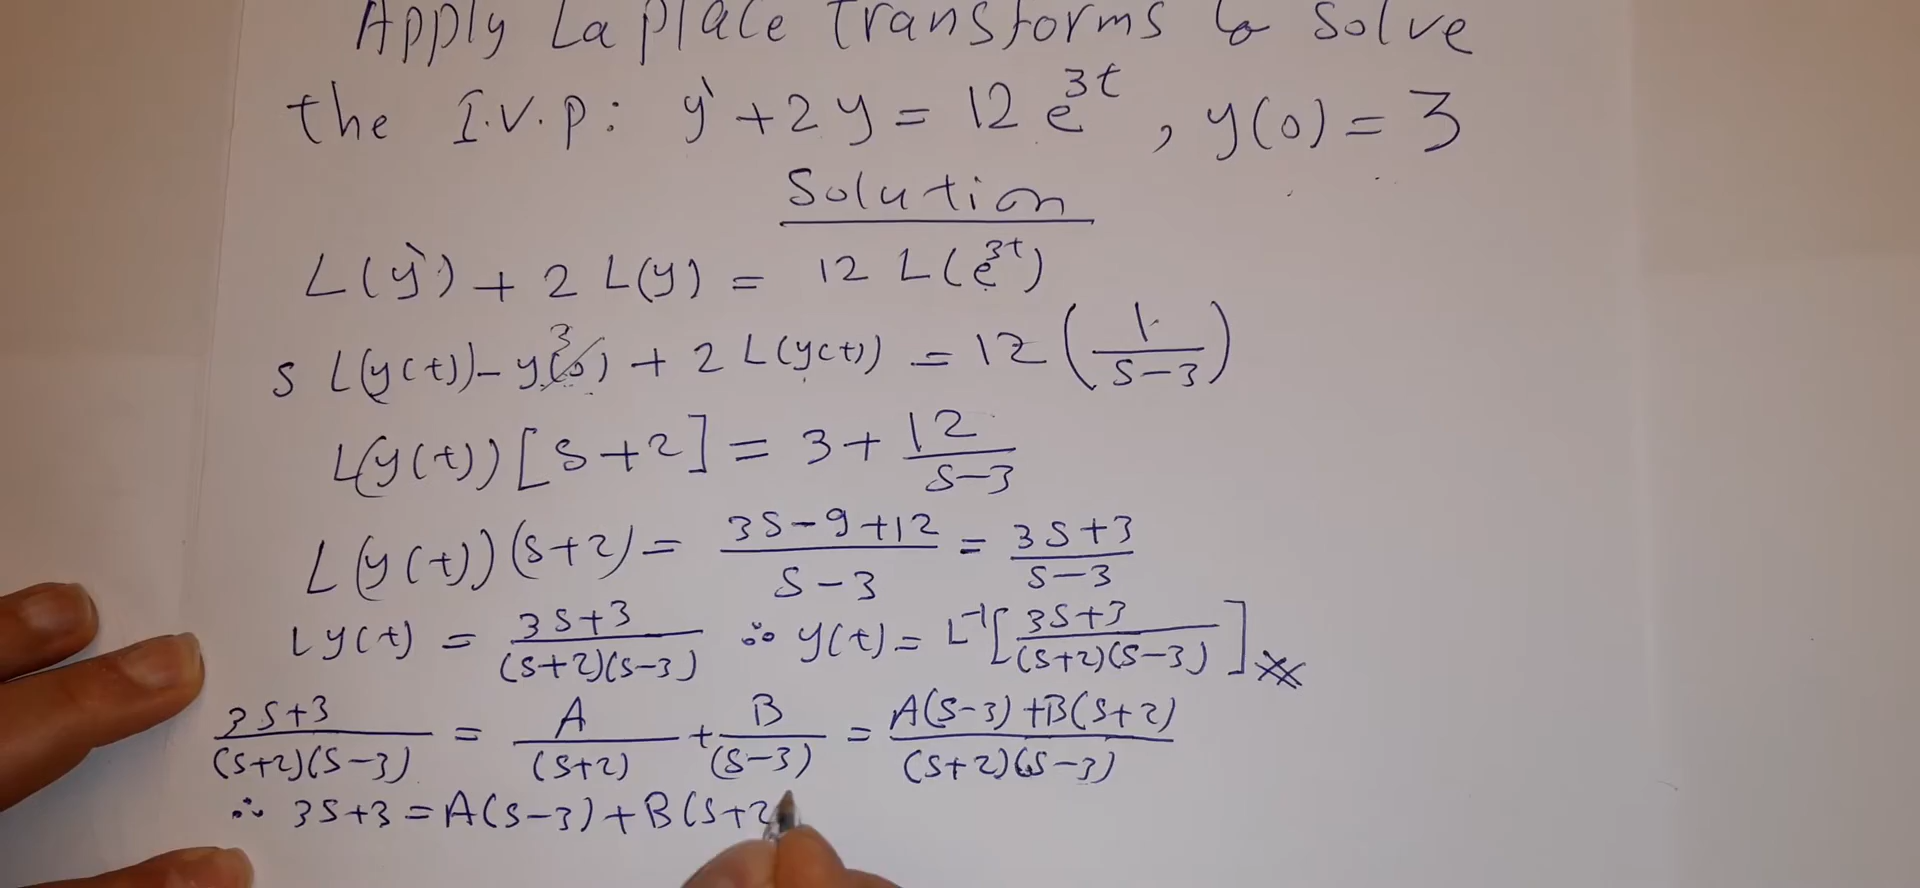 Apply Laplace Transforms to Solve
the I.V.P: y' + 2y = 12 e^{3t} , y(0) = 3
Solution
L(y') + 2 L(y) = 12 L(e^{3t})
S L(y(t)) - y(0) 3 + 2 L(y(t)) = 12 (1/(S-3))
L(y(t)) [S+2] = 3 + 12/(S-3)
L(y(t)) (S+2) = (3S-9+12)/(S-3) = (3S+3)/(S-3)
L y(t) = (3S+3)/((S+2)(S-3)) ∴ y(t) = L^{-1}[(3S+3)/((S+2)(S-3))]
(3S+3)/((S+2)(S-3)) = A/(S+2) + B/(S-3) = (A(S-3)+B(S+2))/((S+2)(S-3))
∴ 3S+3 = A(S-3) + B(S+2